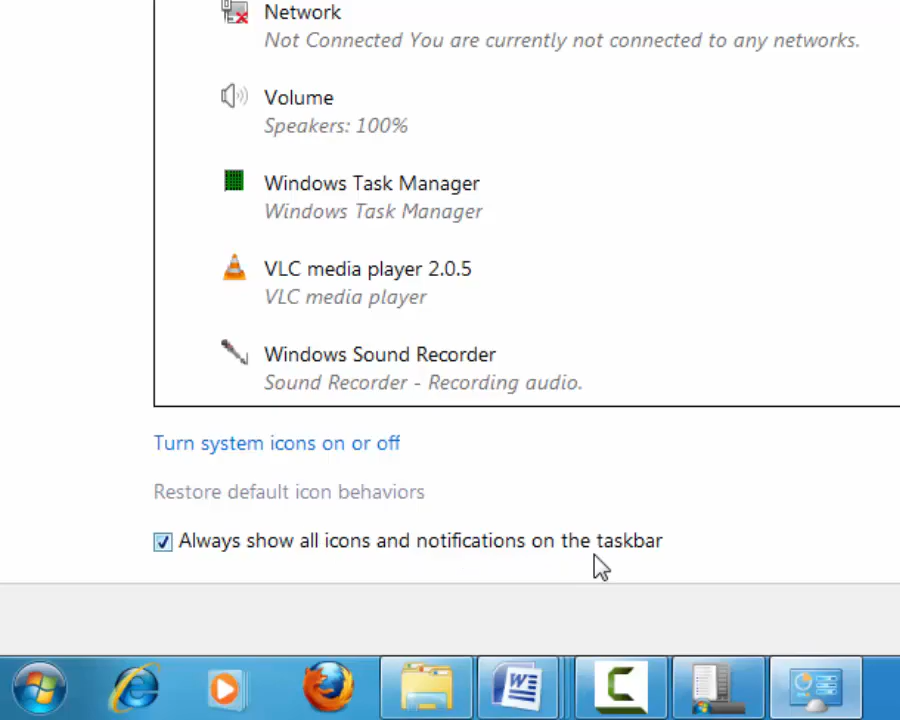 Network
Not Connected You are currently not connected to any networks.
Volume
Speakers: 100%
Windows Task Manager
Windows Task Manager
VLC media player 2.0.5
VLC media player
Windows Sound Recorder
Sound Recorder - Recording audio.
Turn system icons on or off
Restore default icon behaviors
Always show all icons and notifications on the taskbar